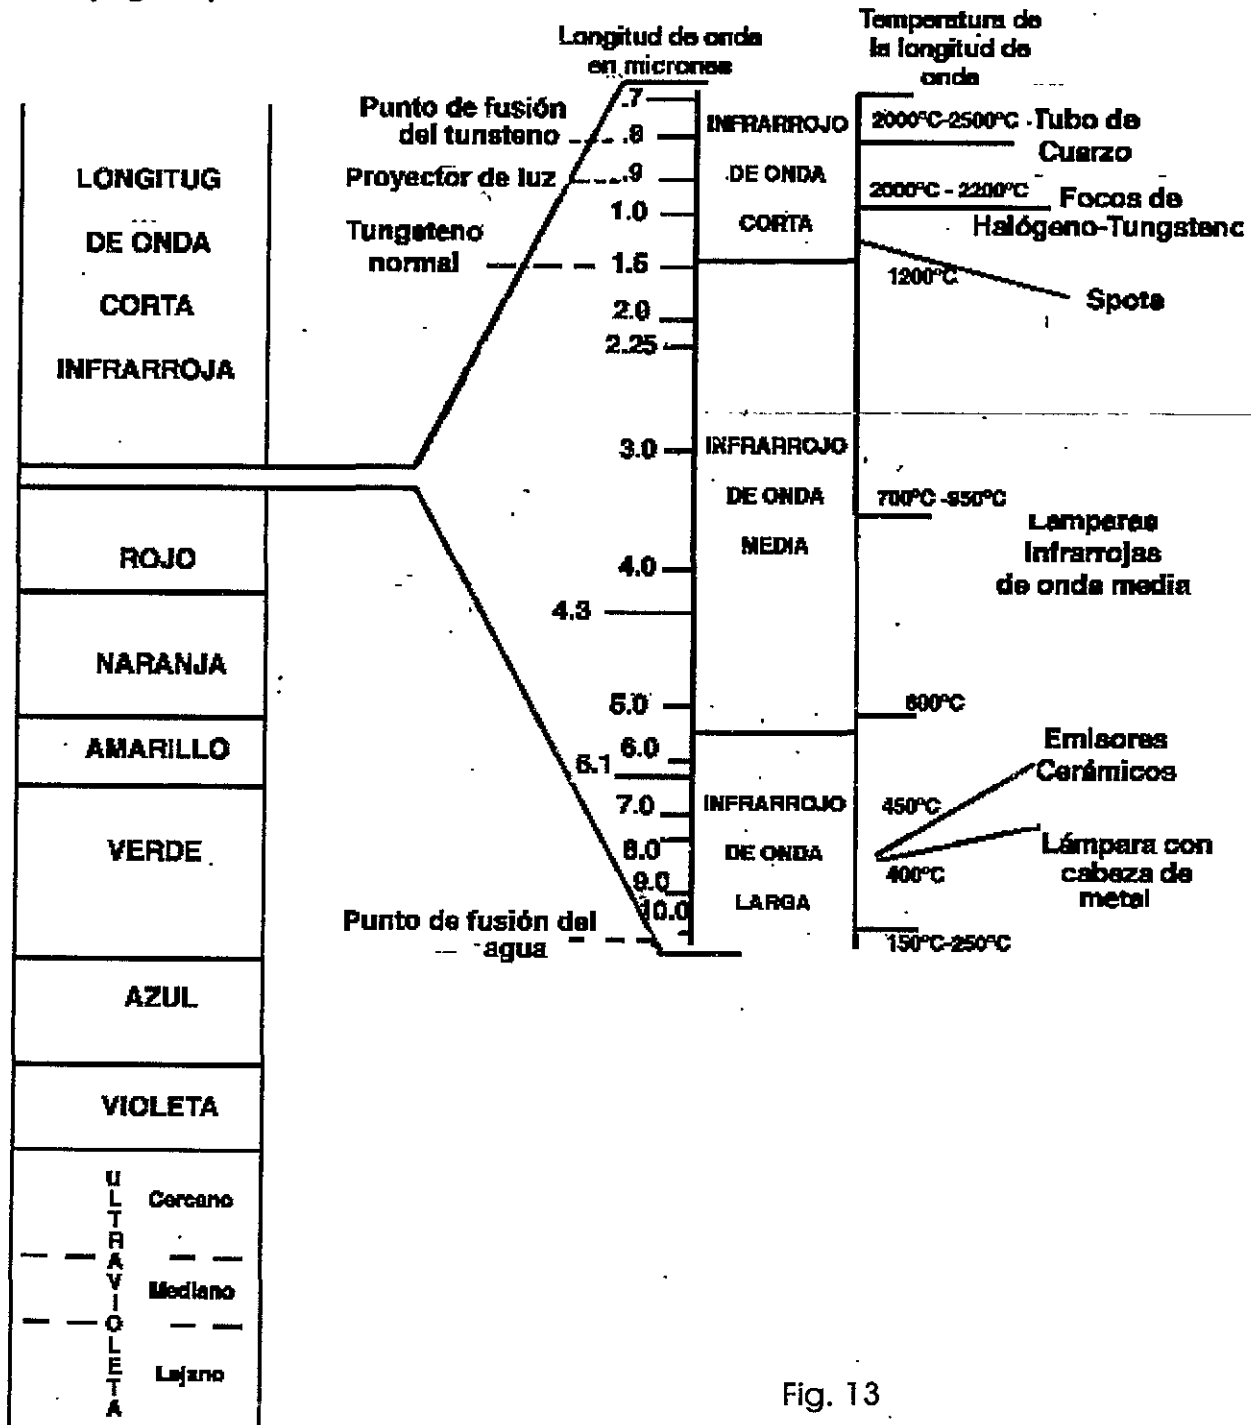 Longitud de onda
en micrones
Temperatura de
la longitud de
onda
LONGITUG
DE ONDA
CORTA
INFRARROJA
ROJO
NARANJA
AMARILLO
VERDE
AZUL
VIOLETA
ULTRAVIOLETA
Cercano
Mediano
Lejano
Punto de fusión
del tunsteno
Proyector de luz
Tungsteno
normal
Punto de fusión del
agua
.7
.8
.9
1.0
1.5
2.0
2.25
3.0
4.0
4.3
5.0
6.0
6.1
7.0
8.0
9.0
10.0
INFRARROJO
DE ONDA
CORTA
INFRARROJO
DE ONDA
MEDIA
INFRARROJO
DE ONDA
LARGA
2000°C-2500°C
Tubo de
Cuarzo
2000°C - 2200°C
Focos de
Halógeno-Tungsteno
1200°C
Spots
700°C -950°C
Lamparas
Infrarrojas
de onda media
Emisores
Cerámicos
450°C
400°C
Lámpara con
cabeza de
metal
150°C-250°C
Fig. 13